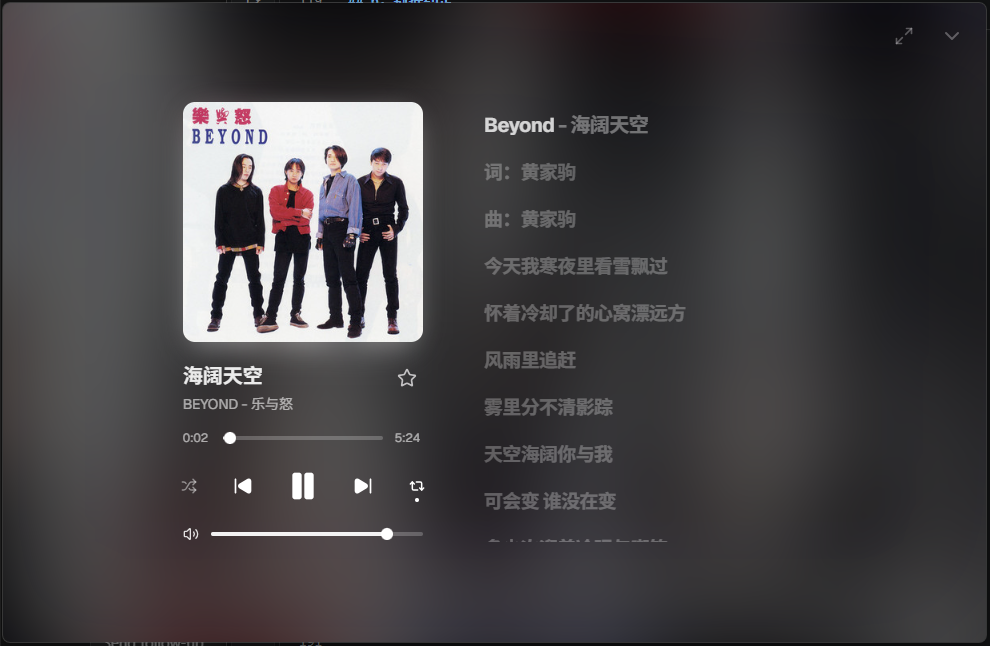 樂與怒
BEYOND
海阔天空
BEYOND - 乐与怒
0:02
5:24
Beyond - 海阔天空
词：黄家驹
曲：黄家驹
今天我寒夜里看雪飘过
怀着冷却了的心窝漂远方
风雨里追赶
雾里分不清影踪
天空海阔你与我
可会变 谁没在变